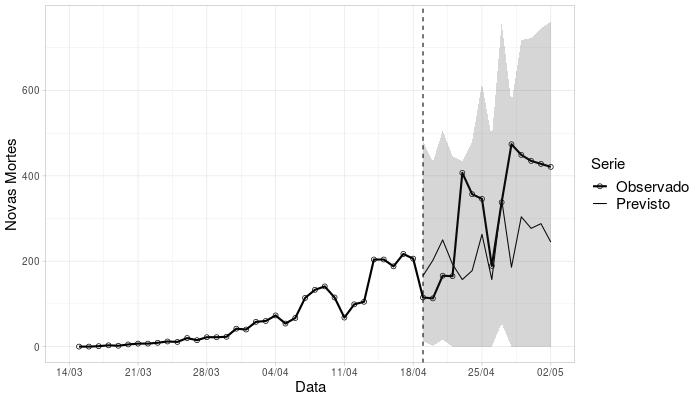 Novas Mortes
600
400
200
0
14/03 21/03 28/03 04/04 11/04 18/04 25/04 02/05
Data
Serie
Observado
Previsto